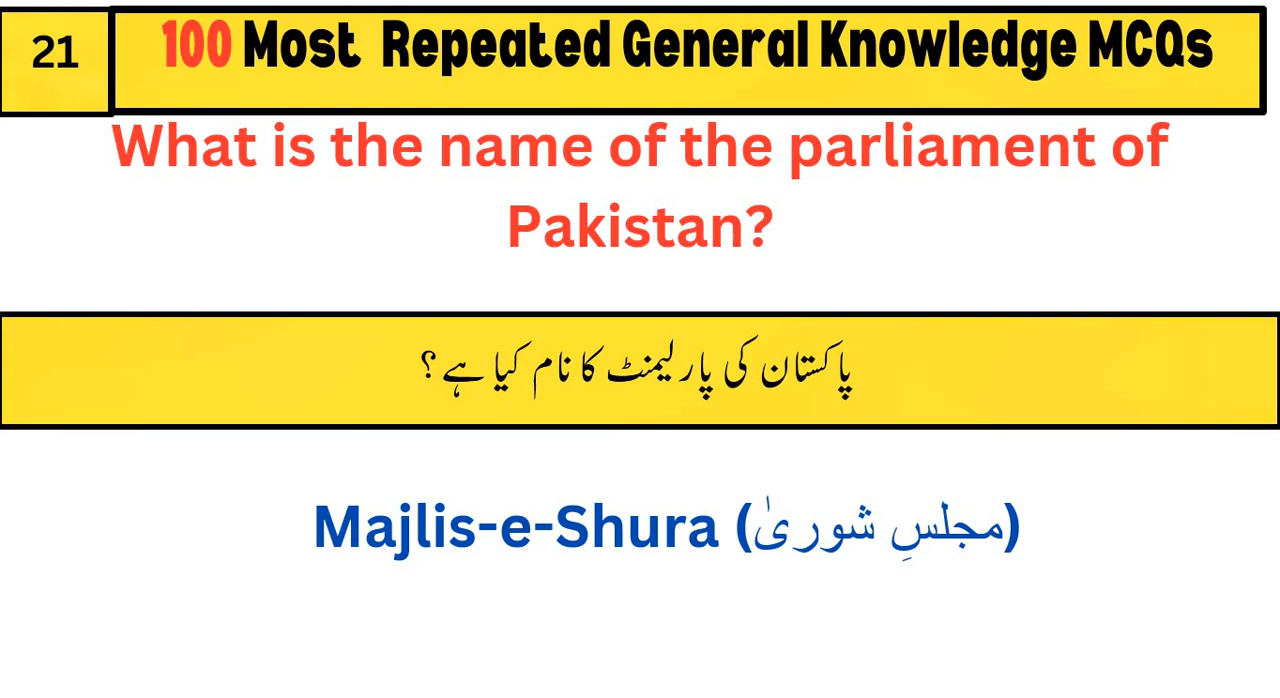 21
100 Most Repeated General Knowledge MCQs
What is the name of the parliament of
Pakistan?
پاکستان کی پارلیمنٹ کا نام کیا ہے؟
Majlis-e-Shura (مجلسِ شوریٰ)